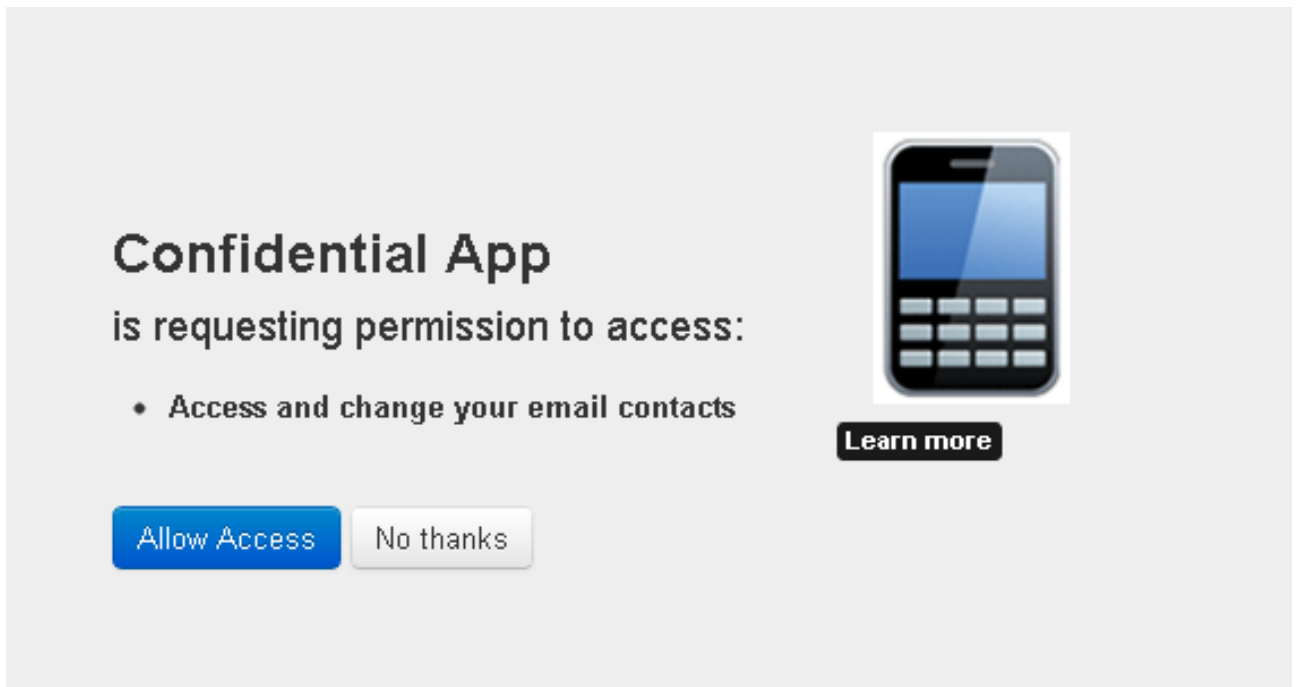 Confidential App
is requesting permission to access:
• Access and change your email contacts
Learn more
Allow Access
No thanks